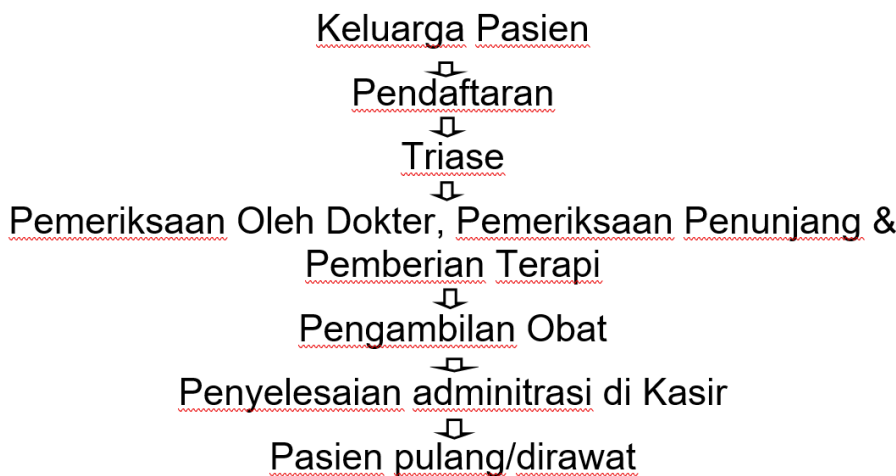 Keluarga Pasien
Pendaftaran
Triase
Pemeriksaan Oleh Dokter, Pemeriksaan Penunjang &
Pemberian Terapi
Pengambilan Obat
Penyelesaian adminitrasi di Kasir
Pasien pulang/dirawat